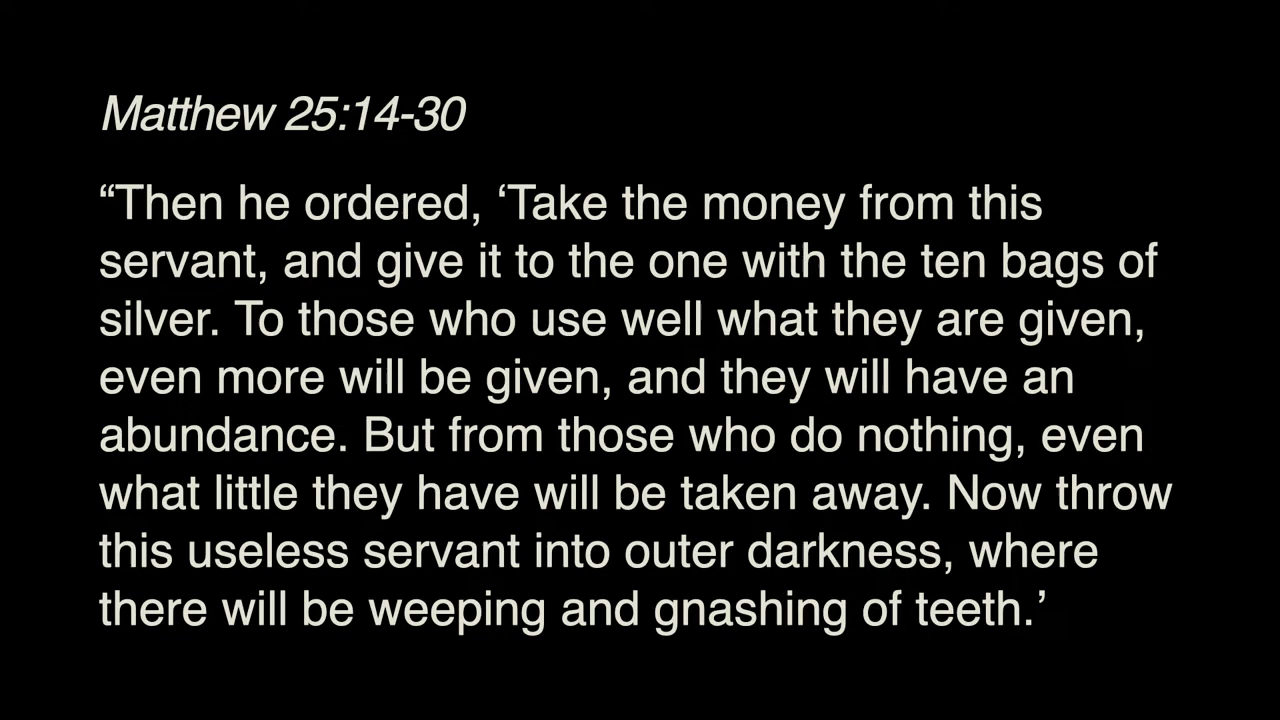 Matthew 25:14-30
“Then he ordered, ‘Take the money from this
servant, and give it to the one with the ten bags of
silver. To those who use well what they are given,
even more will be given, and they will have an
abundance. But from those who do nothing, even
what little they have will be taken away. Now throw
this useless servant into outer darkness, where
there will be weeping and gnashing of teeth.’